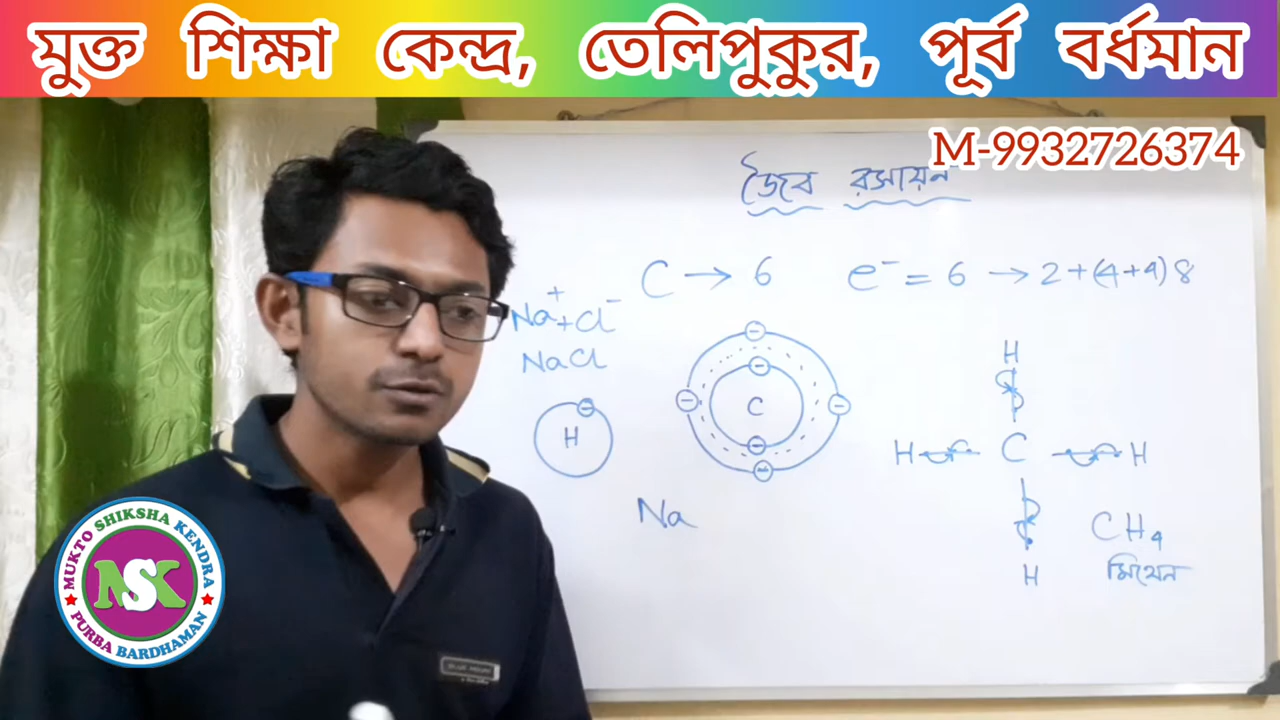 মুক্ত শিক্ষা কেন্দ্র, তেলিপুকুর, পূর্ব বর্ধমান
M-9932726374
জৈব রসায়ন
C → 6 e⁻ = 6 → 2+(4+4)8
Na⁺+Cl⁻
NaCl
H
C
Na
H
H C H
H
CH₄
মিথেন
MUKTO SHIKSHA KENDRA
MSK
PURBA BARDHAMAN